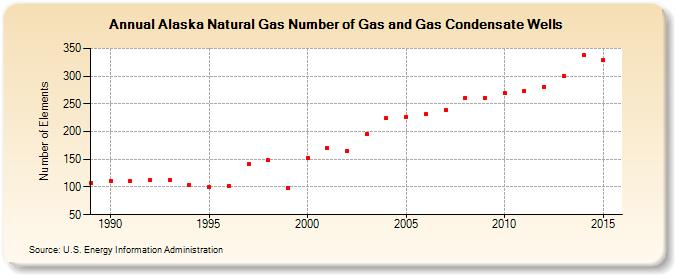 Annual Alaska Natural Gas Number of Gas and Gas Condensate Wells
Number of Elements
350
300
250
200
150
100
50
1990 1995 2000 2005 2010 2015
Source: U.S. Energy Information Administration